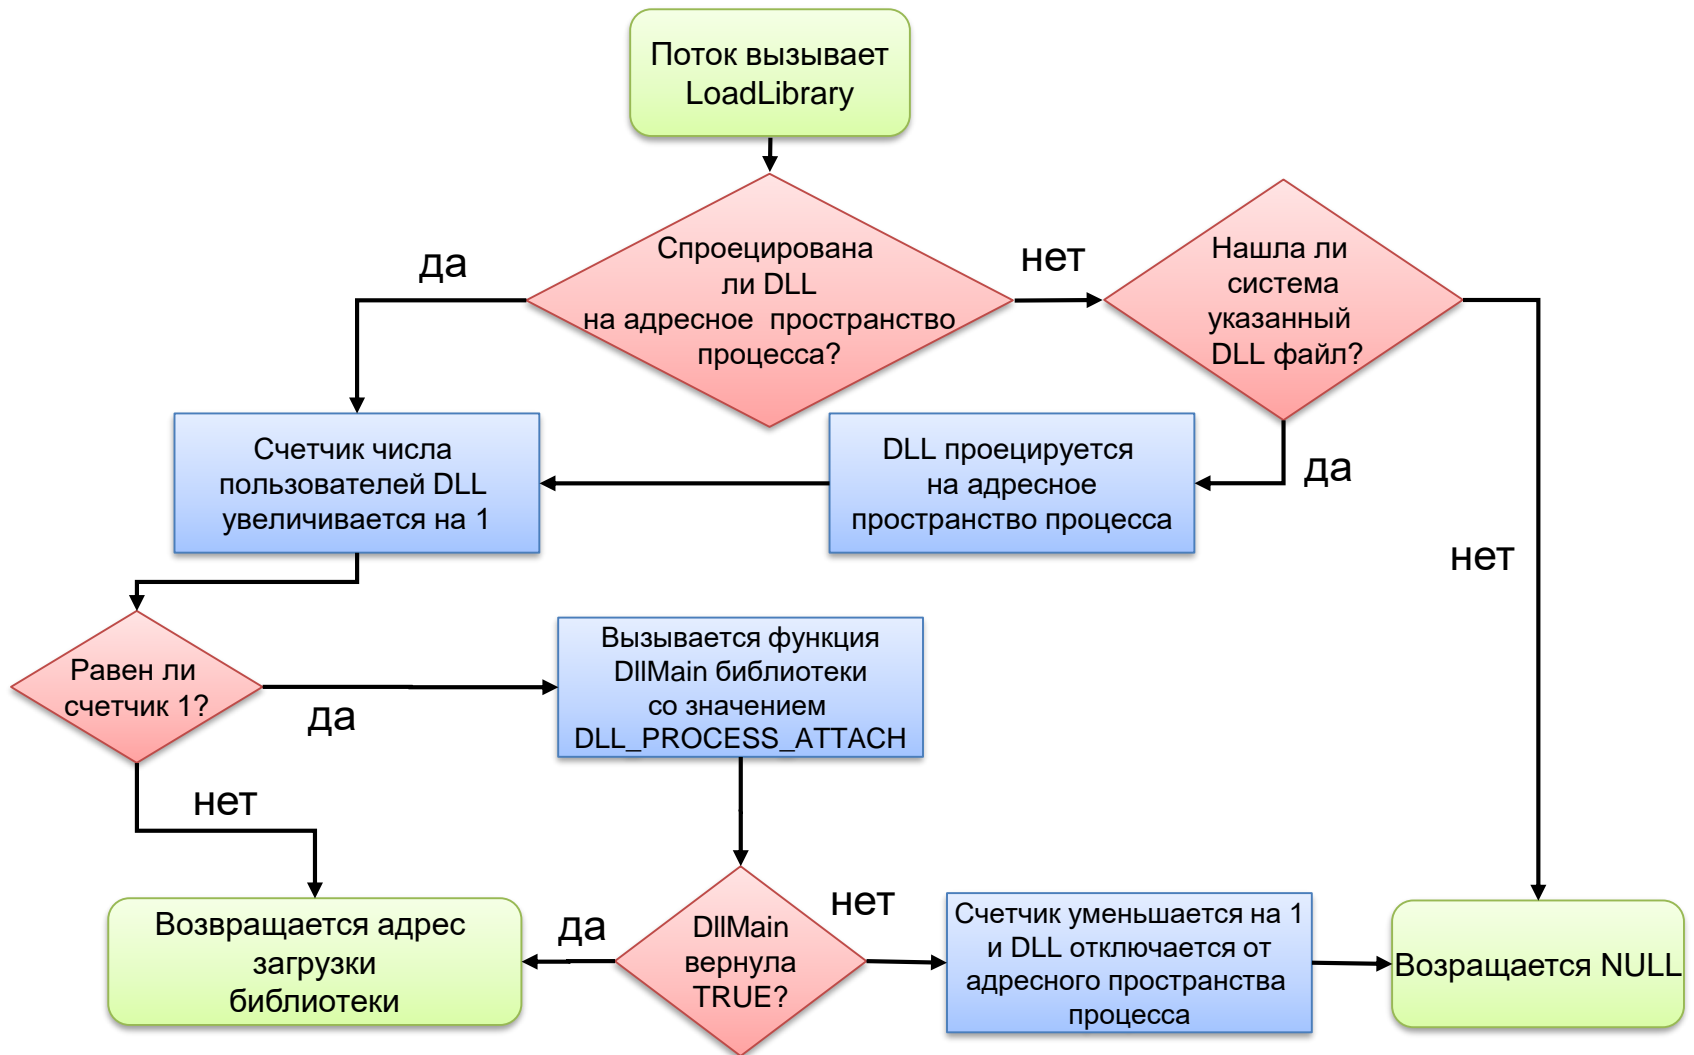 Поток вызывает
LoadLibrary
Спроецирована
ли DLL
на адресное пространство
процесса?
да
нет
Нашла ли
система
указанный
DLL файл?
Счетчик числа
пользователей DLL
увеличивается на 1
DLL проецируется
на адресное
пространство процесса
да
нет
Равен ли
счетчик 1?
да
Вызывается функция
DllMain библиотеки
со значением
DLL_PROCESS_ATTACH
нет
Возвращается адрес
загрузки
библиотеки
да
DllMain
вернула
TRUE?
нет
Счетчик уменьшается на 1
и DLL отключается от
адресного пространства
процесса
Возращается NULL